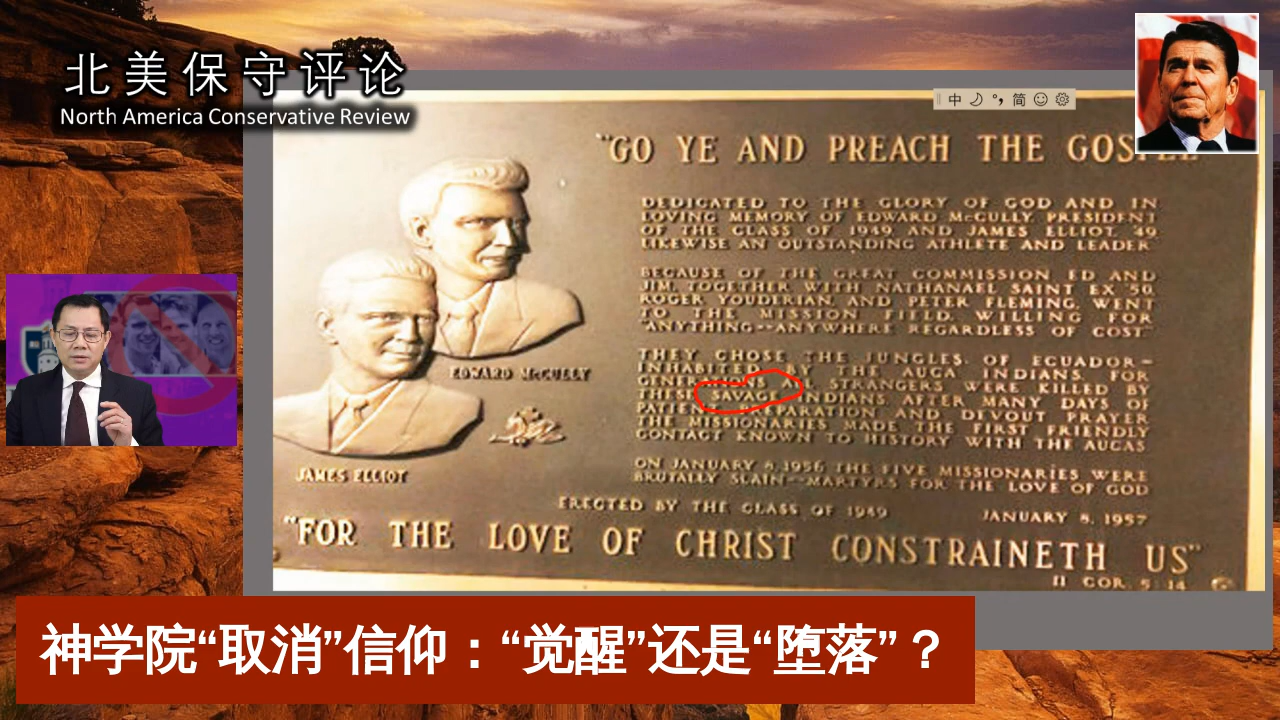 北美保守评论
North America Conservative Review
中 简
"GO YE AND PREACH THE GOSPEL
DEDICATED TO THE GLORY OF GOD AND IN
LOVING MEMORY OF EDWARD McCULLY, PRESIDENT
OF THE CLASS OF 1949, AND JAMES ELLIOT, '49
LIKEWISE AN OUTSTANDING ATHLETE AND LEADER
BECAUSE OF THE GREAT COMMISSION ED AND
JIM, TOGETHER WITH NATHANAEL SAINT EX '50,
ROGER YOUDERIAN, AND PETER FLEMING, WENT
TO THE MISSION FIELD, WILLING FOR
"ANYTHING--ANYWHERE REGARDLESS OF COST"
THEY CHOSE THE JUNGLES OF ECUADOR-
INHABITED BY THE AUCA INDIANS. FOR
GENERATIONS ALL STRANGERS WERE KILLED BY
THESE SAVAGE INDIANS. AFTER MANY DAYS OF
PATIENT PREPARATION AND DEVOUT PRAYER
THE MISSIONARIES MADE THE FIRST FRIENDLY
CONTACT KNOWN TO HISTORY WITH THE AUCAS
ON JANUARY 8, 1956 THE FIVE MISSIONARIES WERE
BRUTALLY SLAIN--MARTYRS FOR THE LOVE OF GOD
ERECTED BY THE CLASS OF 1949
JANUARY 8, 1957
EDWARD McCULLY
JAMES ELLIOT
"FOR THE LOVE OF CHRIST CONSTRAINETH US"
II COR. 5:14
神学院“取消”信仰：“觉醒”还是“堕落”？